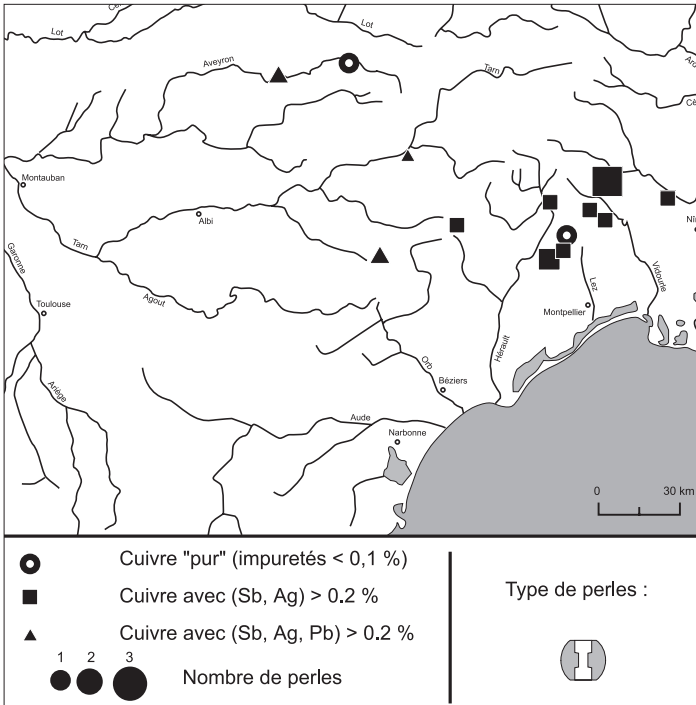 Lot
Lot
Aveyron
Tarn
Montauban
Albi
Tarn
Garonne
Agout
Toulouse
Ariège
Orb
Hérault
Lez
Vidourle
Montpellier
Béziers
Aude
Narbonne
0 30 km
Cuivre "pur" (impuretés < 0,1 %)
Cuivre avec (Sb, Ag) > 0.2 %
Cuivre avec (Sb, Ag, Pb) > 0.2 %
1 2 3
Nombre de perles
Type de perles :